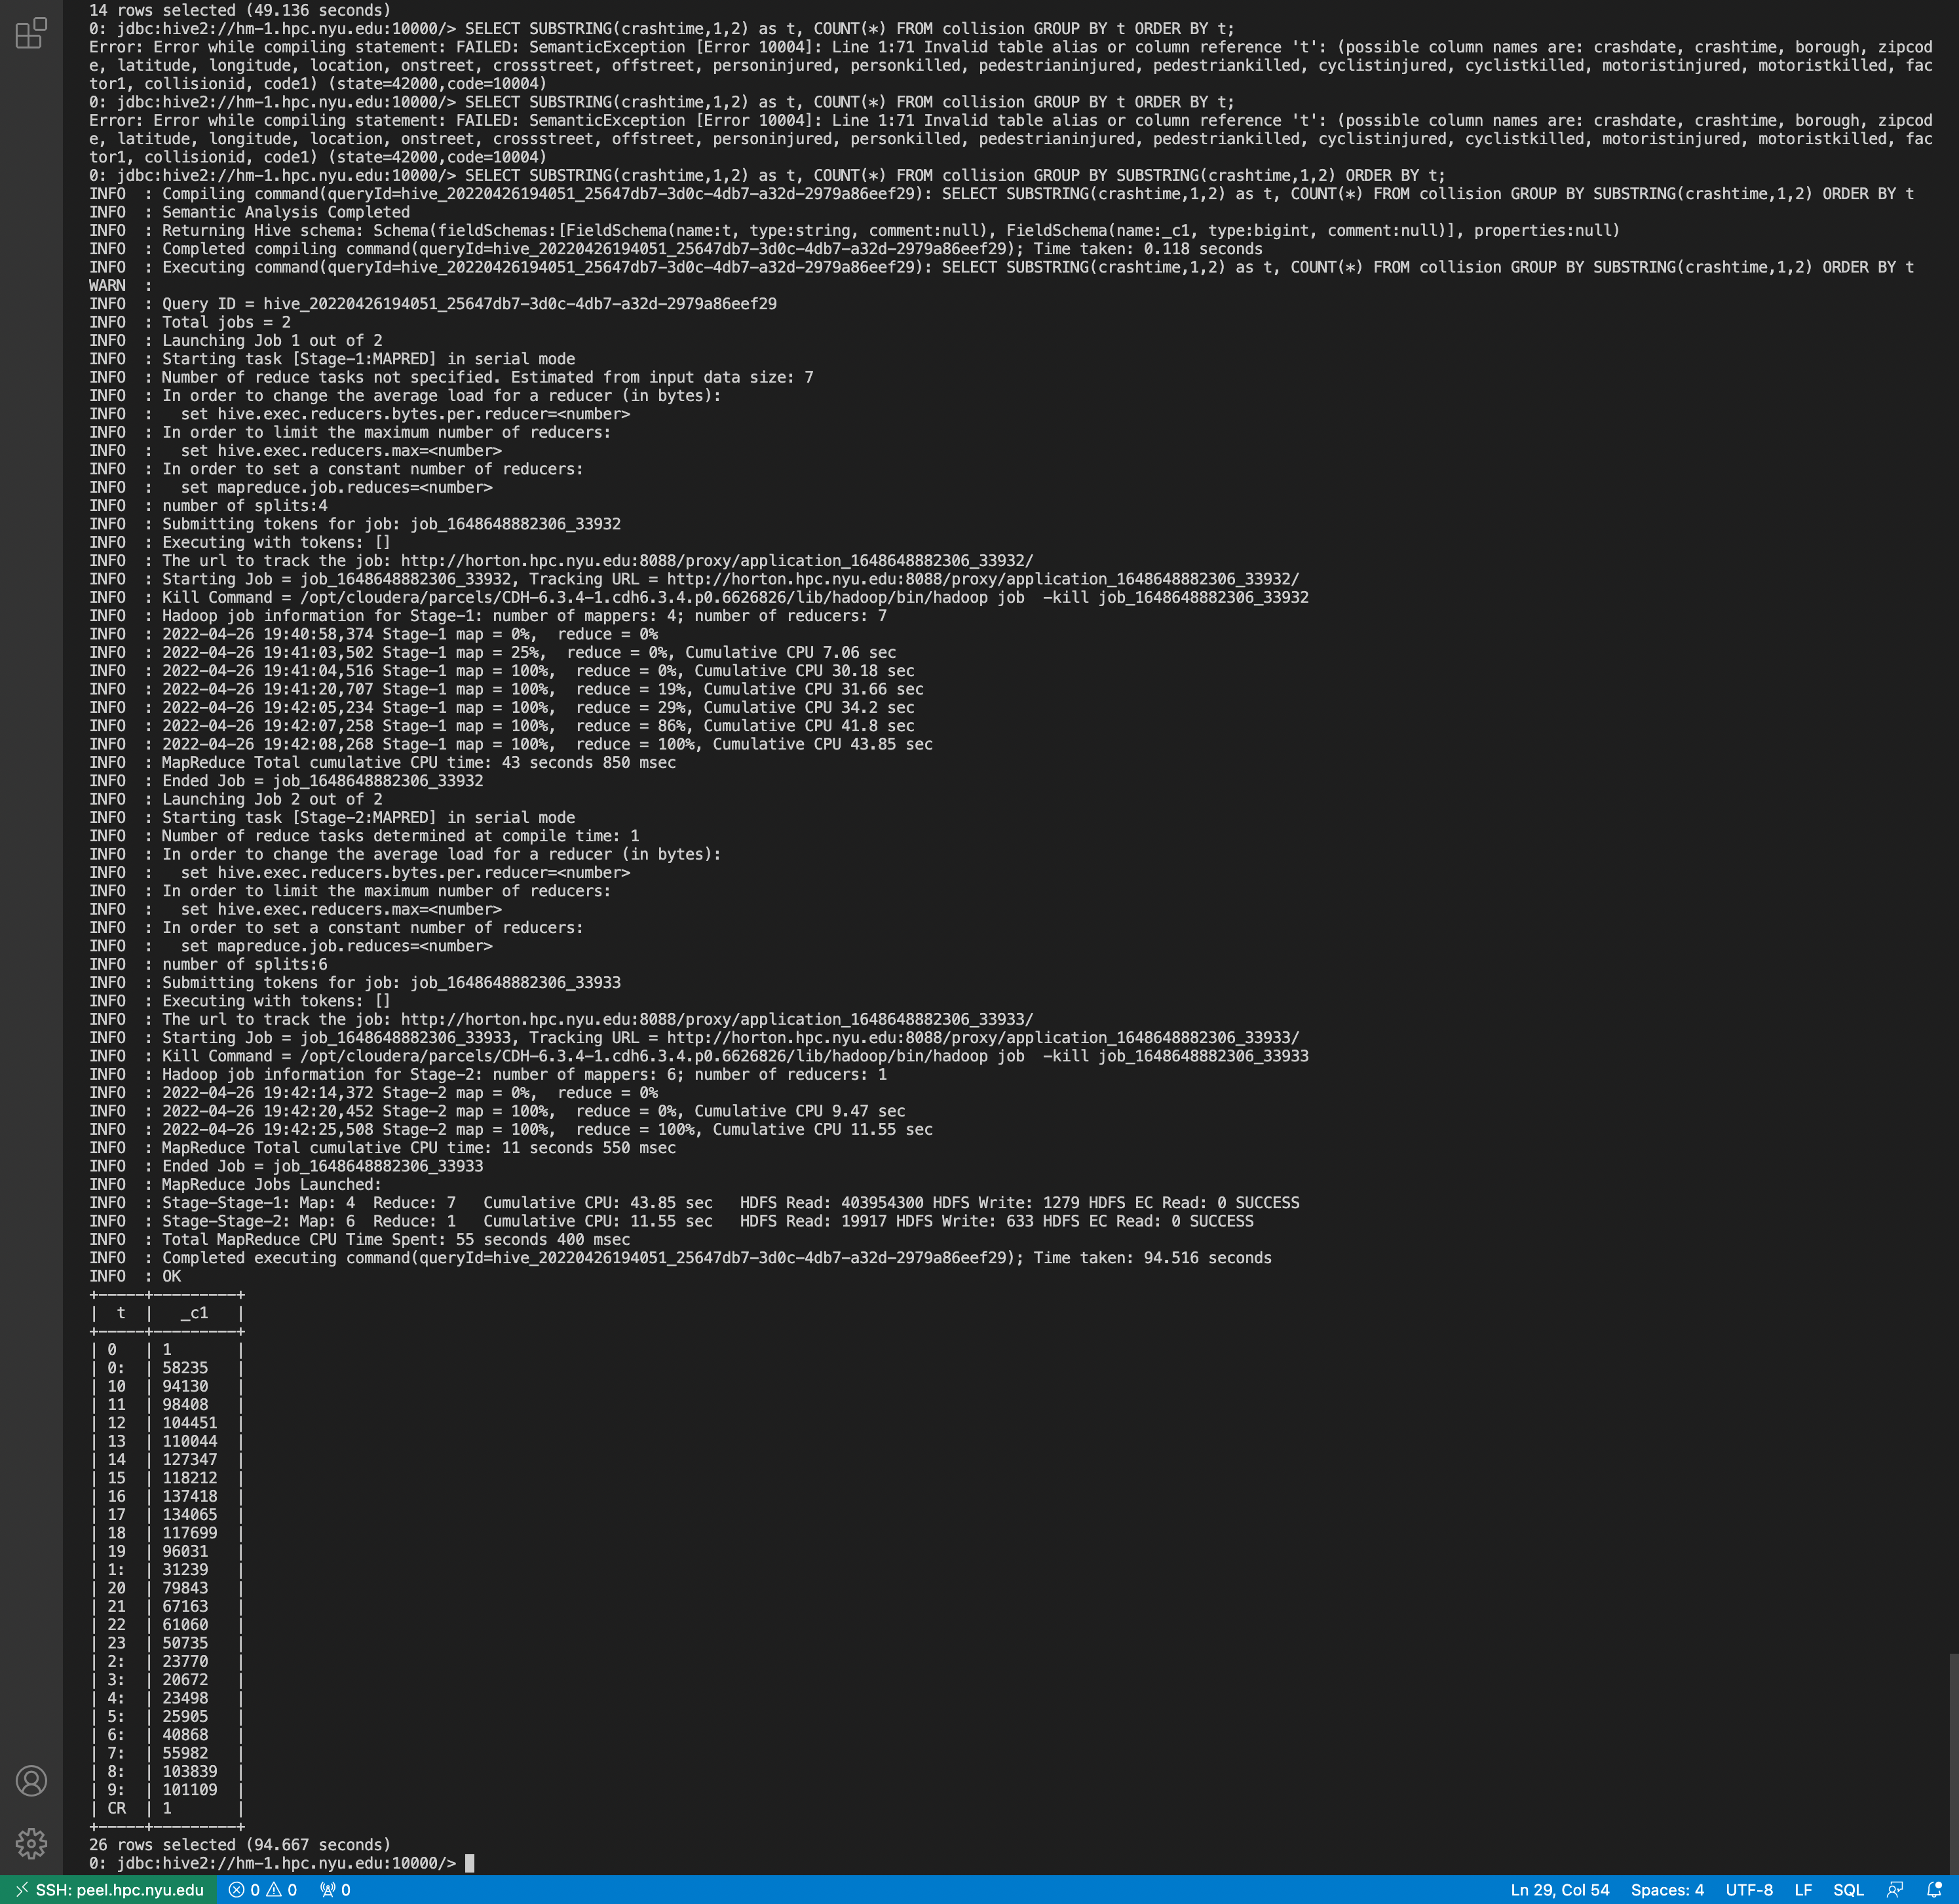 14 rows selected (49.136 seconds)
0: jdbc:hive2://hm-1.hpc.nyu.edu:10000/> SELECT SUBSTRING(crashtime,1,2) as t, COUNT(*) FROM collision GROUP BY t ORDER BY t;
Error: Error while compiling statement: FAILED: SemanticException [Error 10004]: Line 1:71 Invalid table alias or column reference 't': (possible column names are: crashdate, crashtime, borough, zipcod
e, latitude, longitude, location, onstreet, crossstreet, offstreet, personinjured, personkilled, pedestrianinjured, pedestriankilled, cyclistinjured, cyclistkilled, motoristinjured, motoristkilled, fac
tor1, collisionid, code1) (state=42000,code=10004)
0: jdbc:hive2://hm-1.hpc.nyu.edu:10000/> SELECT SUBSTRING(crashtime,1,2) as t, COUNT(*) FROM collision GROUP BY t ORDER BY t;
Error: Error while compiling statement: FAILED: SemanticException [Error 10004]: Line 1:71 Invalid table alias or column reference 't': (possible column names are: crashdate, crashtime, borough, zipcod
e, latitude, longitude, location, onstreet, crossstreet, offstreet, personinjured, personkilled, pedestrianinjured, pedestriankilled, cyclistinjured, cyclistkilled, motoristinjured, motoristkilled, fac
tor1, collisionid, code1) (state=42000,code=10004)
0: jdbc:hive2://hm-1.hpc.nyu.edu:10000/> SELECT SUBSTRING(crashtime,1,2) as t, COUNT(*) FROM collision GROUP BY SUBSTRING(crashtime,1,2) ORDER BY t;
INFO  : Compiling command(queryId=hive_20220426194051_25647db7-3d0c-4db7-a32d-2979a86eef29): SELECT SUBSTRING(crashtime,1,2) as t, COUNT(*) FROM collision GROUP BY SUBSTRING(crashtime,1,2) ORDER BY t
INFO  : Semantic Analysis Completed
INFO  : Returning Hive schema: Schema(fieldSchemas:[FieldSchema(name:t, type:string, comment:null), FieldSchema(name:_c1, type:bigint, comment:null)], properties:null)
INFO  : Completed compiling command(queryId=hive_20220426194051_25647db7-3d0c-4db7-a32d-2979a86eef29); Time taken: 0.118 seconds
INFO  : Executing command(queryId=hive_20220426194051_25647db7-3d0c-4db7-a32d-2979a86eef29): SELECT SUBSTRING(crashtime,1,2) as t, COUNT(*) FROM collision GROUP BY SUBSTRING(crashtime,1,2) ORDER BY t
WARN  :
INFO  : Query ID = hive_20220426194051_25647db7-3d0c-4db7-a32d-2979a86eef29
INFO  : Total jobs = 2
INFO  : Launching Job 1 out of 2
INFO  : Starting task [Stage-1:MAPRED] in serial mode
INFO  : Number of reduce tasks not specified. Estimated from input data size: 7
INFO  : In order to change the average load for a reducer (in bytes):
INFO  :   set hive.exec.reducers.bytes.per.reducer=<number>
INFO  : In order to limit the maximum number of reducers:
INFO  :   set hive.exec.reducers.max=<number>
INFO  : In order to set a constant number of reducers:
INFO  :   set mapreduce.job.reduces=<number>
INFO  : number of splits:4
INFO  : Submitting tokens for job: job_1648648882306_33932
INFO  : Executing with tokens: []
INFO  : The url to track the job: http://horton.hpc.nyu.edu:8088/proxy/application_1648648882306_33932/
INFO  : Starting Job = job_1648648882306_33932, Tracking URL = http://horton.hpc.nyu.edu:8088/proxy/application_1648648882306_33932/
INFO  : Kill Command = /opt/cloudera/parcels/CDH-6.3.4-1.cdh6.3.4.p0.6626826/lib/hadoop/bin/hadoop job  -kill job_1648648882306_33932
INFO  : Hadoop job information for Stage-1: number of mappers: 4; number of reducers: 7
INFO  : 2022-04-26 19:40:58,374 Stage-1 map = 0%,  reduce = 0%
INFO  : 2022-04-26 19:41:03,502 Stage-1 map = 25%,  reduce = 0%, Cumulative CPU 7.06 sec
INFO  : 2022-04-26 19:41:04,516 Stage-1 map = 100%,  reduce = 0%, Cumulative CPU 30.18 sec
INFO  : 2022-04-26 19:41:20,707 Stage-1 map = 100%,  reduce = 19%, Cumulative CPU 31.66 sec
INFO  : 2022-04-26 19:42:05,234 Stage-1 map = 100%,  reduce = 29%, Cumulative CPU 34.2 sec
INFO  : 2022-04-26 19:42:07,258 Stage-1 map = 100%,  reduce = 86%, Cumulative CPU 41.8 sec
INFO  : 2022-04-26 19:42:08,268 Stage-1 map = 100%,  reduce = 100%, Cumulative CPU 43.85 sec
INFO  : MapReduce Total cumulative CPU time: 43 seconds 850 msec
INFO  : Ended Job = job_1648648882306_33932
INFO  : Launching Job 2 out of 2
INFO  : Starting task [Stage-2:MAPRED] in serial mode
INFO  : Number of reduce tasks determined at compile time: 1
INFO  : In order to change the average load for a reducer (in bytes):
INFO  :   set hive.exec.reducers.bytes.per.reducer=<number>
INFO  : In order to limit the maximum number of reducers:
INFO  :   set hive.exec.reducers.max=<number>
INFO  : In order to set a constant number of reducers:
INFO  :   set mapreduce.job.reduces=<number>
INFO  : number of splits:6
INFO  : Submitting tokens for job: job_1648648882306_33933
INFO  : Executing with tokens: []
INFO  : The url to track the job: http://horton.hpc.nyu.edu:8088/proxy/application_1648648882306_33933/
INFO  : Starting Job = job_1648648882306_33933, Tracking URL = http://horton.hpc.nyu.edu:8088/proxy/application_1648648882306_33933/
INFO  : Kill Command = /opt/cloudera/parcels/CDH-6.3.4-1.cdh6.3.4.p0.6626826/lib/hadoop/bin/hadoop job  -kill job_1648648882306_33933
INFO  : Hadoop job information for Stage-2: number of mappers: 6; number of reducers: 1
INFO  : 2022-04-26 19:42:14,372 Stage-2 map = 0%,  reduce = 0%
INFO  : 2022-04-26 19:42:20,452 Stage-2 map = 100%,  reduce = 0%, Cumulative CPU 9.47 sec
INFO  : 2022-04-26 19:42:25,508 Stage-2 map = 100%,  reduce = 100%, Cumulative CPU 11.55 sec
INFO  : MapReduce Total cumulative CPU time: 11 seconds 550 msec
INFO  : Ended Job = job_1648648882306_33933
INFO  : MapReduce Jobs Launched:
INFO  : Stage-Stage-1: Map: 4  Reduce: 7   Cumulative CPU: 43.85 sec   HDFS Read: 403954300 HDFS Write: 1279 HDFS EC Read: 0 SUCCESS
INFO  : Stage-Stage-2: Map: 6  Reduce: 1   Cumulative CPU: 11.55 sec   HDFS Read: 19917 HDFS Write: 633 HDFS EC Read: 0 SUCCESS
INFO  : Total MapReduce CPU Time Spent: 55 seconds 400 msec
INFO  : Completed executing command(queryId=hive_20220426194051_25647db7-3d0c-4db7-a32d-2979a86eef29); Time taken: 94.516 seconds
INFO  : OK
+-----+---------+
|  t  |   _c1   |
+-----+---------+
| 0   | 1       |
| 0:  | 58235   |
| 10  | 94130   |
| 11  | 98408   |
| 12  | 104451  |
| 13  | 110044  |
| 14  | 127347  |
| 15  | 118212  |
| 16  | 137418  |
| 17  | 134065  |
| 18  | 117699  |
| 19  | 96031   |
| 1:  | 31239   |
| 20  | 79843   |
| 21  | 67163   |
| 22  | 61060   |
| 23  | 50735   |
| 2:  | 23770   |
| 3:  | 20672   |
| 4:  | 23498   |
| 5:  | 25905   |
| 6:  | 40868   |
| 7:  | 55982   |
| 8:  | 103839  |
| 9:  | 101109  |
| CR  | 1       |
+-----+---------+
26 rows selected (94.667 seconds)
0: jdbc:hive2://hm-1.hpc.nyu.edu:10000/>
SSH: peel.hpc.nyu.edu 0 0 0 Ln 29, Col 54 Spaces: 4 UTF-8 LF SQL